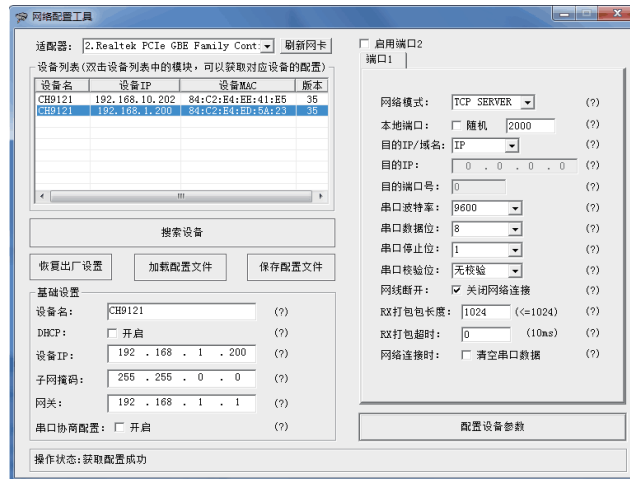 网络配置工具
适配器: 2.Realtek PCIe GBE Family Cont: 刷新网卡
设备列表(双击设备列表中的模块，可以获取对应设备的配置)
设备名 设备IP 设备MAC 版本
CH9121 192.168.10.202 84:C2:E4:EE:41:E5 35
CH9121 192.168.1.200 84:C2:E4:ED:5A:23 35
搜索设备
恢复出厂设置 加载配置文件 保存配置文件
基础设置
设备名: CH9121 (?)
DHCP: 开启 (?)
设备IP: 192 . 168 . 1 . 200 (?)
子网掩码: 255 . 255 . 0 . 0 (?)
网关: 192 . 168 . 1 . 1 (?)
串口协商配置: 开启 (?)
启用端口2
端口1
网络模式: TCP SERVER (?)
本地端口: 随机 2000 (?)
目的IP/域名: IP (?)
目的IP: 0 . 0 . 0 . 0 (?)
目的端口号: 0 (?)
串口波特率: 9600 (?)
串口数据位: 8 (?)
串口停止位: 1 (?)
串口校验位: 无校验 (?)
网线断开: 关闭网络连接 (?)
RX打包包长度: 1024 (<=1024) (?)
RX打包超时: 0 (10ms) (?)
网络连接时: 清空串口数据 (?)
配置设备参数
操作状态:获取配置成功